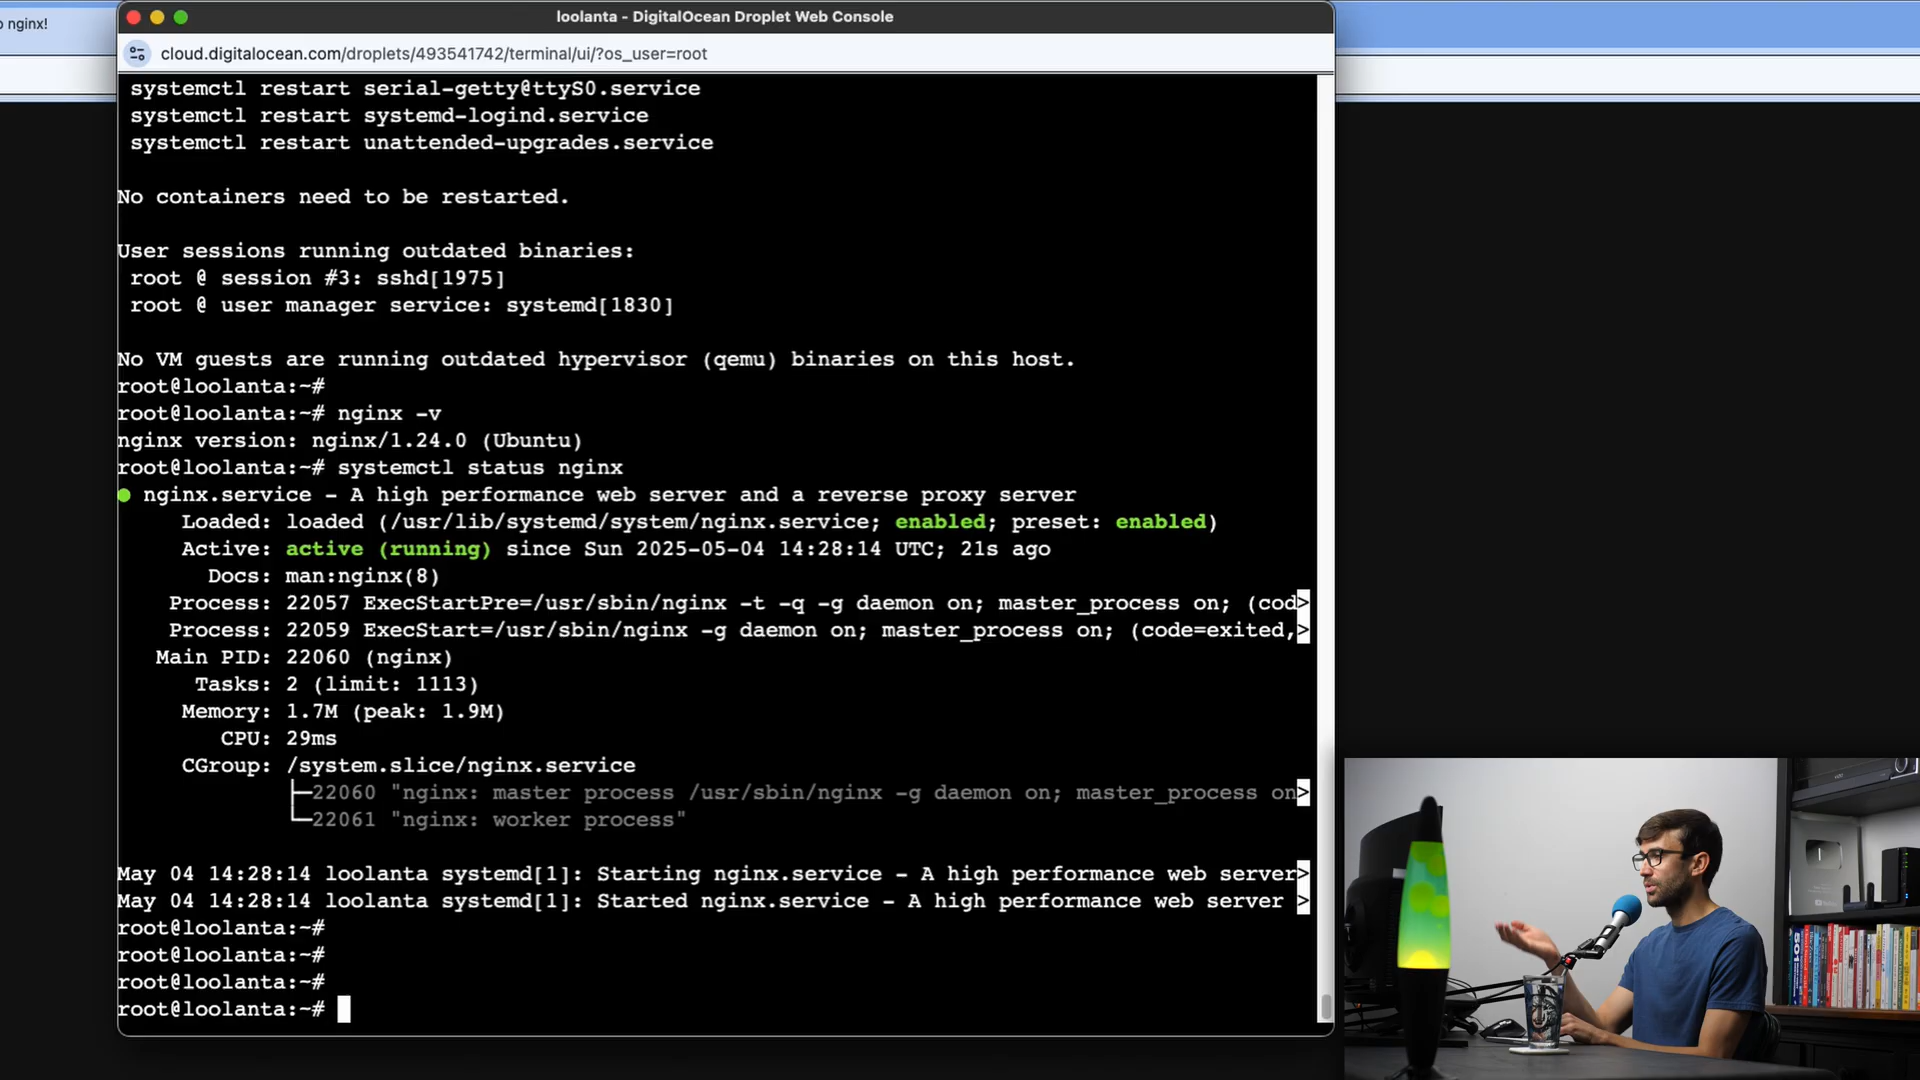 o nginx!
loolanta - DigitalOcean Droplet Web Console
cloud.digitalocean.com/droplets/493541742/terminal/ui/?os_user=root
systemctl restart serial-getty@ttyS0.service
systemctl restart systemd-logind.service
systemctl restart unattended-upgrades.service
No containers need to be restarted.
User sessions running outdated binaries:
root @ session #3: sshd[1975]
root @ user manager service: systemd[1830]
No VM guests are running outdated hypervisor (qemu) binaries on this host.
root@loolanta:~#
root@loolanta:~# nginx -v
nginx version: nginx/1.24.0 (Ubuntu)
root@loolanta:~# systemctl status nginx
● nginx.service - A high performance web server and a reverse proxy server
Loaded: loaded (/usr/lib/systemd/system/nginx.service; enabled; preset: enabled)
Active: active (running) since Sun 2025-05-04 14:28:14 UTC; 21s ago
Docs: man:nginx(8)
Process: 22057 ExecStartPre=/usr/sbin/nginx -t -q -g daemon on; master_process on; (cod>
Process: 22059 ExecStart=/usr/sbin/nginx -g daemon on; master_process on; (code=exited,>
Main PID: 22060 (nginx)
Tasks: 2 (limit: 1113)
Memory: 1.7M (peak: 1.9M)
CPU: 29ms
CGroup: /system.slice/nginx.service
├─22060 "nginx: master process /usr/sbin/nginx -g daemon on; master_process on>
└─22061 "nginx: worker process"
May 04 14:28:14 loolanta systemd[1]: Starting nginx.service - A high performance web server>
May 04 14:28:14 loolanta systemd[1]: Started nginx.service - A high performance web server >
root@loolanta:~#
root@loolanta:~#
root@loolanta:~#
root@loolanta:~#